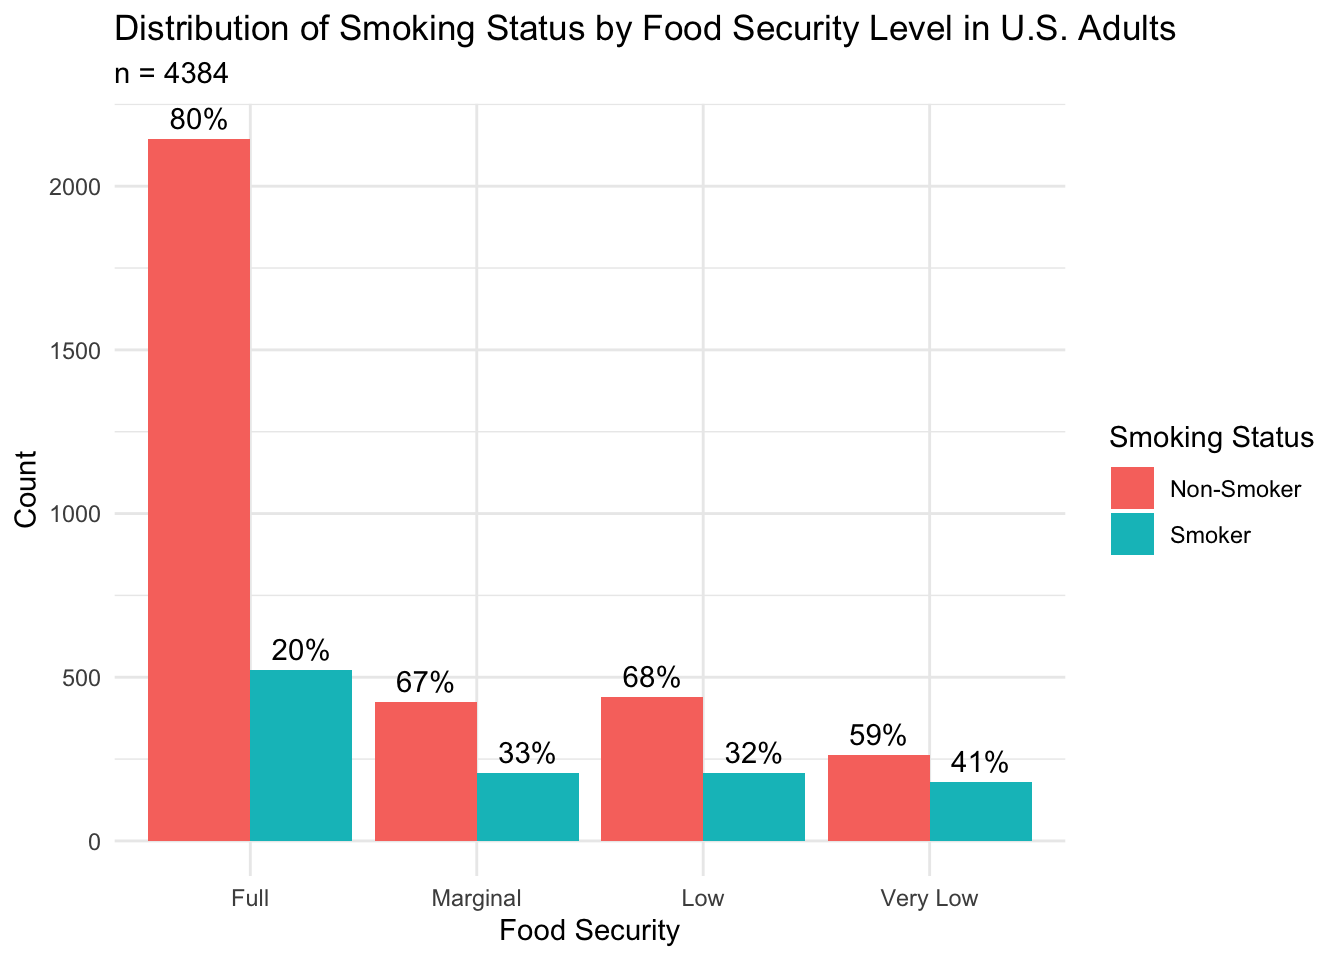 Distribution of Smoking Status by Food Security Level in U.S. Adults
n = 4384
80%
20%
67%
33%
68%
32%
59%
41%
2000
1500
1000
500
0
Count
Full
Marginal
Low
Very Low
Food Security
Smoking Status
Non-Smoker
Smoker